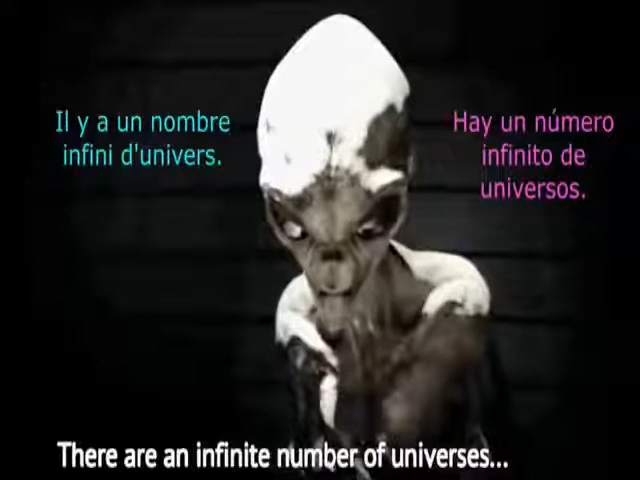 Il y a un nombre
infini d'univers.
Hay un número
infinito de
universos.
There are an infinite number of universes...